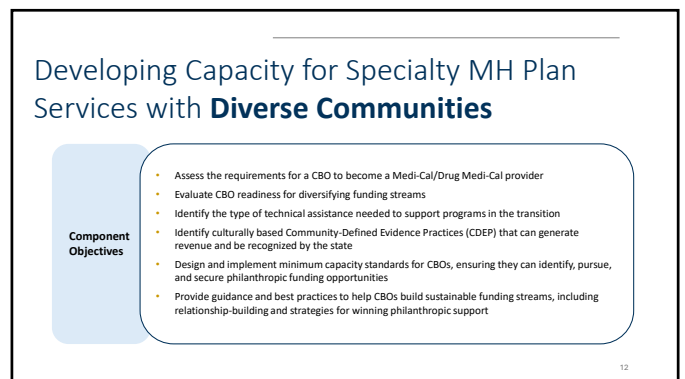 Developing Capacity for Specialty MH Plan
Services with Diverse Communities
Component
Objectives
• Assess the requirements for a CBO to become a Medi-Cal/Drug Medi-Cal provider
• Evaluate CBO readiness for diversifying funding streams
• Identify the type of technical assistance needed to support programs in the transition
• Identify culturally based Community-Defined Evidence Practices (CDEP) that can generate
revenue and be recognized by the state
• Design and implement minimum capacity standards for CBOs, ensuring they can identify, pursue,
and secure philanthropic funding opportunities
• Provide guidance and best practices to help CBOs build sustainable funding streams, including
relationship-building and strategies for winning philanthropic support
12